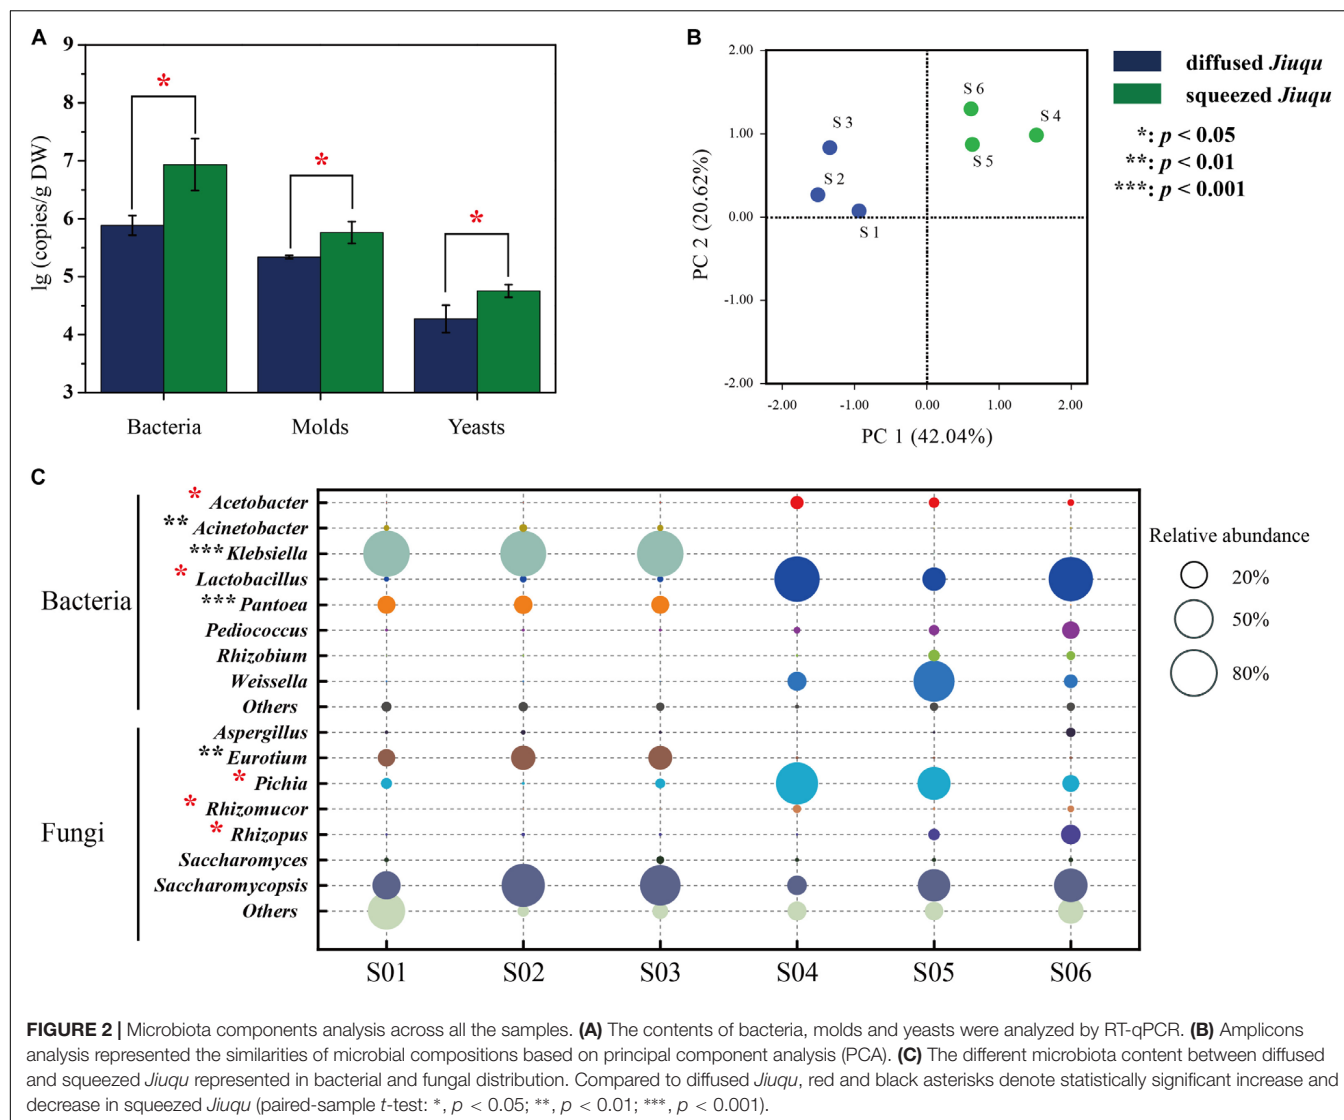 A
9
8
7
6
5
4
3
lg (copies/g DW)
*
*
*
Bacteria Molds Yeasts
B
2.00
1.00
0.00
-1.00
-2.00
PC 2 (20.62%)
S 6
S 4
S 3
S 5
S 2
S 1
-2.00 -1.00 0.00 1.00 2.00
PC 1 (42.04%)
diffused Jiuqu
squeezed Jiuqu
*: p < 0.05
**: p < 0.01
***: p < 0.001
C
Bacteria
* Acetobacter
** Acinetobacter
*** Klebsiella
* Lactobacillus
*** Pantoea
Pediococcus
Rhizobium
Weissella
Others
Fungi
Aspergillus
** Eurotium
* Pichia
* Rhizomucor
* Rhizopus
Saccharomyces
Saccharomycopsis
Others
S01 S02 S03 S04 S05 S06
Relative abundance
20%
50%
80%
FIGURE 2 | Microbiota components analysis across all the samples. (A) The contents of bacteria, molds and yeasts were analyzed by RT-qPCR. (B) Amplicons
analysis represented the similarities of microbial compositions based on principal component analysis (PCA). (C) The different microbiota content between diffused
and squeezed Jiuqu represented in bacterial and fungal distribution. Compared to diffused Jiuqu, red and black asterisks denote statistically significant increase and
decrease in squeezed Jiuqu (paired-sample t-test: *, p < 0.05; **, p < 0.01; ***, p < 0.001).